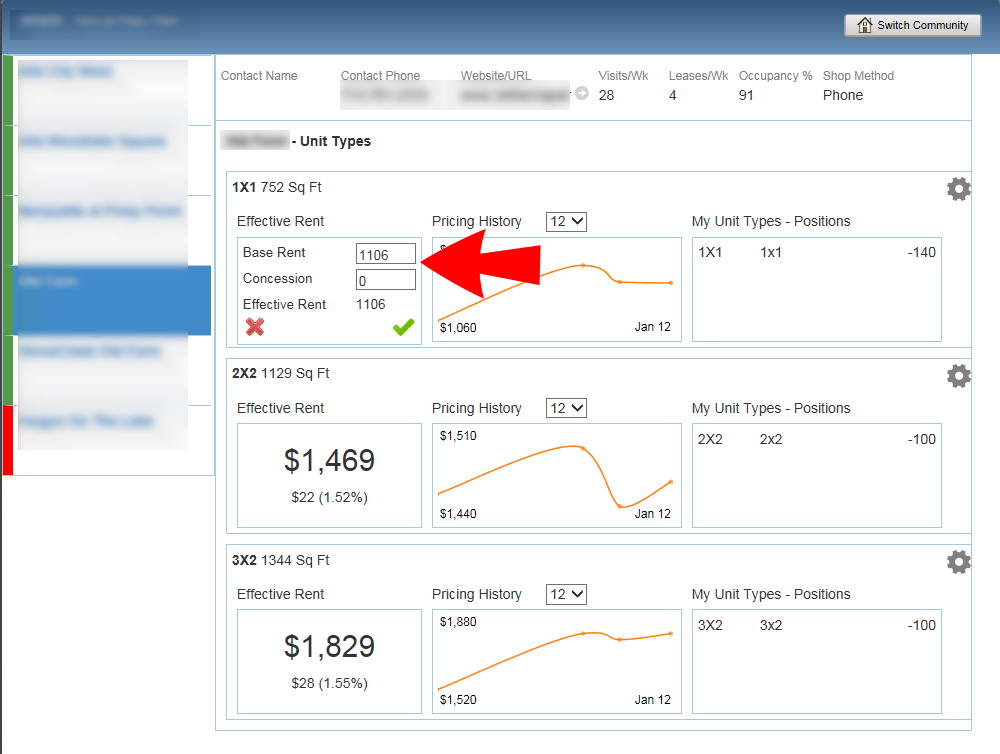 Switch Community
Contact Name Contact Phone Website/URL Visits/Wk Leases/Wk Occupancy % Shop Method
28 4 91 Phone
- Unit Types
1X1 752 Sq Ft
Effective Rent Pricing History 12 My Unit Types - Positions
Base Rent 1106
Concession 0
Effective Rent 1106
$1,060 Jan 12
1X1 1x1 -140
2X2 1129 Sq Ft
Effective Rent Pricing History 12 My Unit Types - Positions
$1,469
$22 (1.52%)
$1,510
$1,440 Jan 12
2X2 2x2 -100
3X2 1344 Sq Ft
Effective Rent Pricing History 12 My Unit Types - Positions
$1,829
$28 (1.55%)
$1,880
$1,520 Jan 12
3X2 3x2 -100